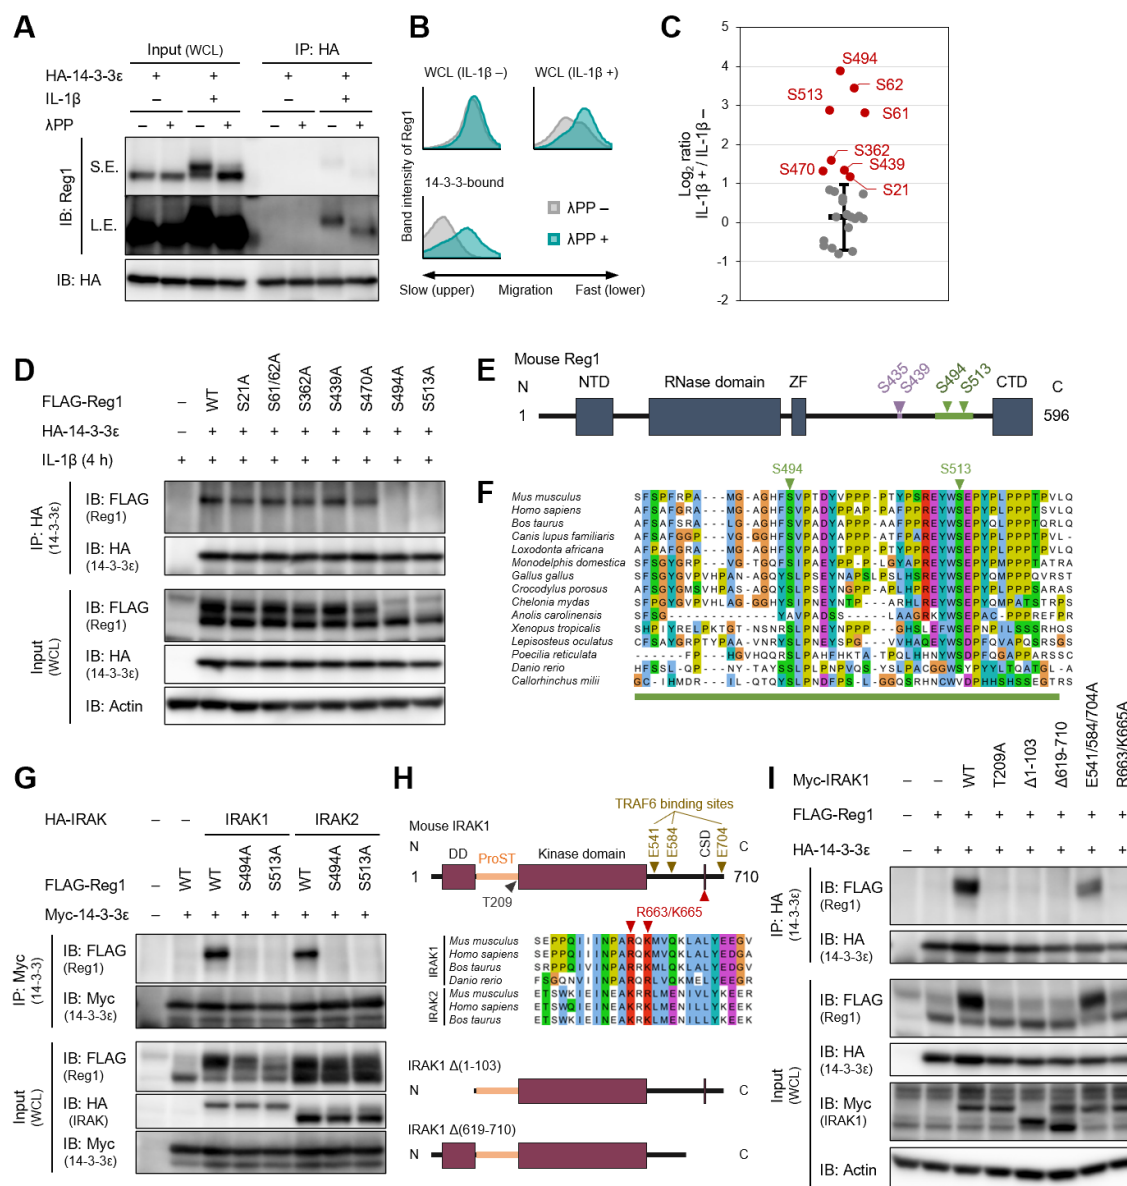 A
Input (WCL) IP: HA
HA-14-3-3ε + + + +
IL-1β – + – +
λPP – + – + – + – +
IB: Reg1
S.E.
L.E.
IB: HA
B
WCL (IL-1β –) WCL (IL-1β +)
14-3-3-bound
Band intensity of Reg1
λPP –
λPP +
Slow (upper) Migration Fast (lower)
C
Log2 ratio
IL-1β + / IL-1β –
5
4
3
2
1
0
-1
-2
S494
S62
S513
S61
S362
S439
S470
S21
D
FLAG-Reg1 – WT S21A S61/62A S362A S439A S470A S494A S513A
HA-14-3-3ε – + + + + + + + +
IL-1β (4 h) + + + + + + + + +
IP: HA
(14-3-3ε)
IB: FLAG
(Reg1)
IB: HA
(14-3-3ε)
Input
(WCL)
IB: FLAG
(Reg1)
IB: HA
(14-3-3ε)
IB: Actin
E
Mouse Reg1
N NTD RNase domain ZF S435 S439 S494 S513 CTD C
1 596
F
S494 S513
Mus musculus SFSPFRPA---MG-AGHFSVPTDYVPPPP-PTYPSREYWSEPYPLPPPTPVLQ
Homo sapiens
Bos taurus
Canis lupus familiaris
Loxodonta africana
Monodelphis domestica
Gallus gallus
Crocodylus porosus
Chelonia mydas
Anolis carolinensis
Xenopus tropicalis
Lepisosteus oculatus
Poecilia reticulata
Danio rerio
Callorhinchus milii
G
HA-IRAK – – IRAK1 IRAK2
FLAG-Reg1 – WT WT S494A S513A WT S494A S513A
Myc-14-3-3ε – + + + + + + +
IP: Myc
(14-3-3)
IB: FLAG
(Reg1)
IB: Myc
(14-3-3ε)
Input
(WCL)
IB: FLAG
(Reg1)
IB: HA
(IRAK)
IB: Myc
(14-3-3ε)
H
TRAF6 binding sites
Mouse IRAK1
E541 E584 CSD E704
N DD ProST Kinase domain C
1 710
T209
R663/K665
IRAK1
Mus musculus SEPPQIIINPARQKMVQKLALYEEGV
Homo sapiens
Bos taurus
Danio rerio
IRAK2
Mus musculus
Homo sapiens
Bos taurus
IRAK1 Δ(1-103)
N C
IRAK1 Δ(619-710)
N C
I
Myc-IRAK1 – – WT T209A Δ1-103 Δ619-710 E541/584/704A R663/K665A
FLAG-Reg1 – + + + + + + +
HA-14-3-3ε – + + + + + + +
IP: HA
(14-3-3ε)
IB: FLAG
(Reg1)
IB: HA
(14-3-3ε)
Input
(WCL)
IB: FLAG
(Reg1)
IB: HA
(14-3-3ε)
IB: Myc
(IRAK1)
IB: Actin